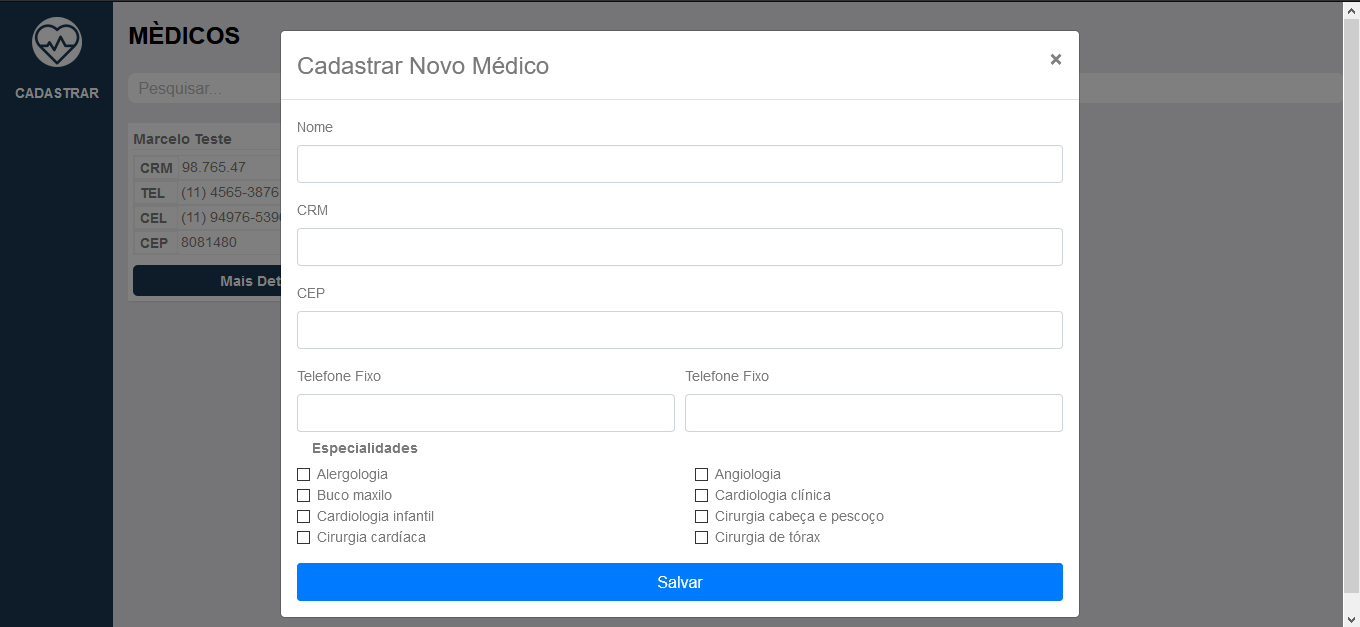 MÈDICOS
CADASTRAR
Pesquisar...
Marcelo Teste
CRM 98.765.47
TEL (11) 4565-3876
CEL (11) 94976-539
CEP 8081480
Mais Det
Cadastrar Novo Médico
×
Nome
CRM
CEP
Telefone Fixo Telefone Fixo
Especialidades
Alergologia Angiologia
Buco maxilo Cardiologia clínica
Cardiologia infantil Cirurgia cabeça e pescoço
Cirurgia cardíaca Cirurgia de tórax
Salvar